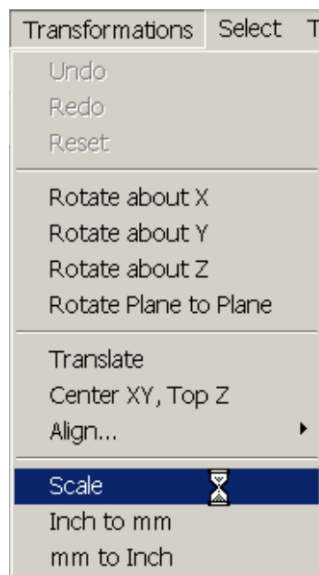 Transformations Select T
Undo
Redo
Reset
Rotate about X
Rotate about Y
Rotate about Z
Rotate Plane to Plane
Translate
Center XY, Top Z
Align...
Scale
Inch to mm
mm to Inch